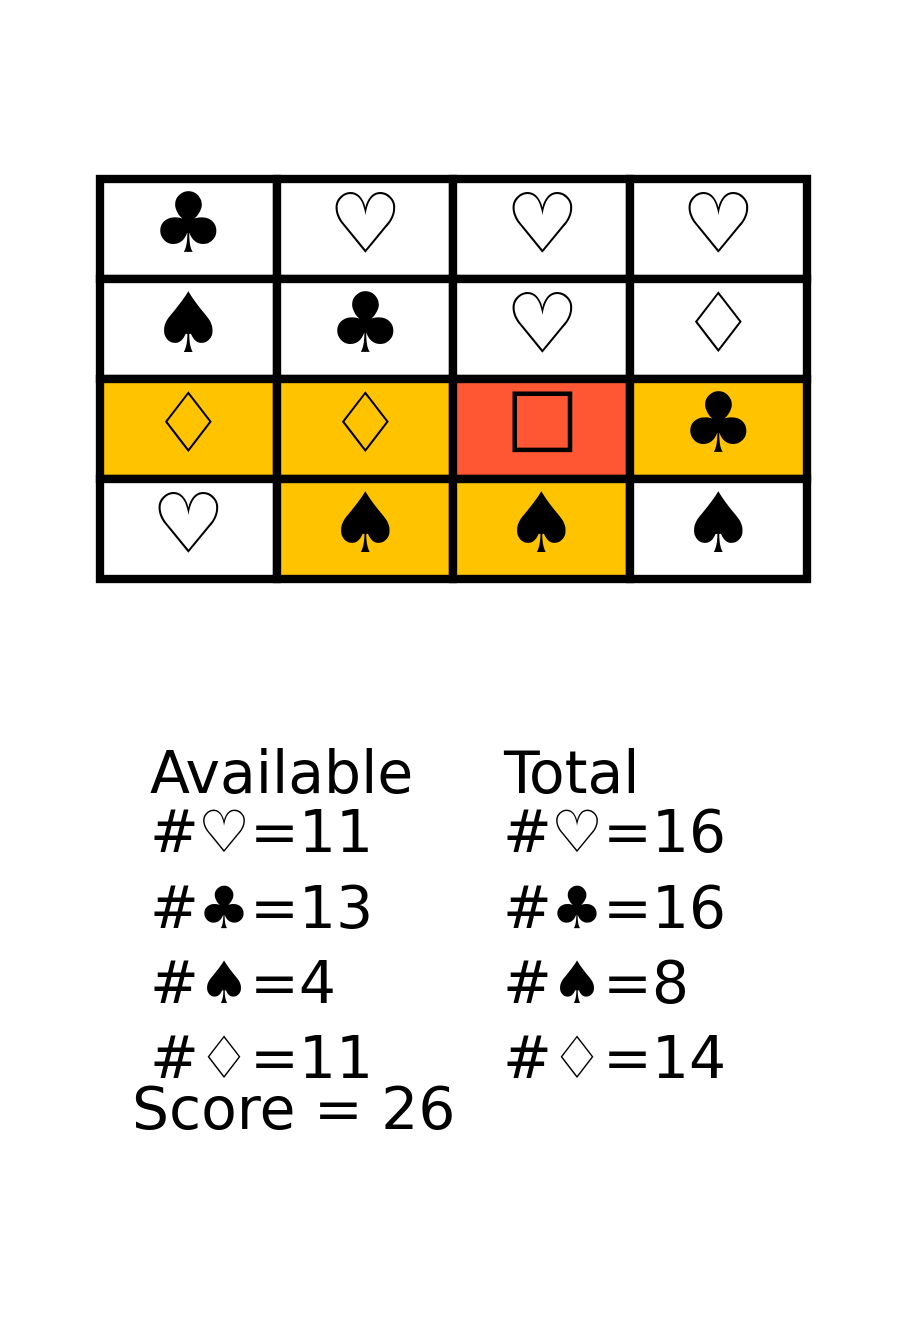 ♣ ♡ ♡ ♡
♠ ♣ ♡ ♢
♢ ♢ □ ♣
♡ ♠ ♠ ♠
Available Total
#♡=11 #♡=16
#♣=13 #♣=16
#♠=4 #♠=8
#♢=11 #♢=14
Score = 26